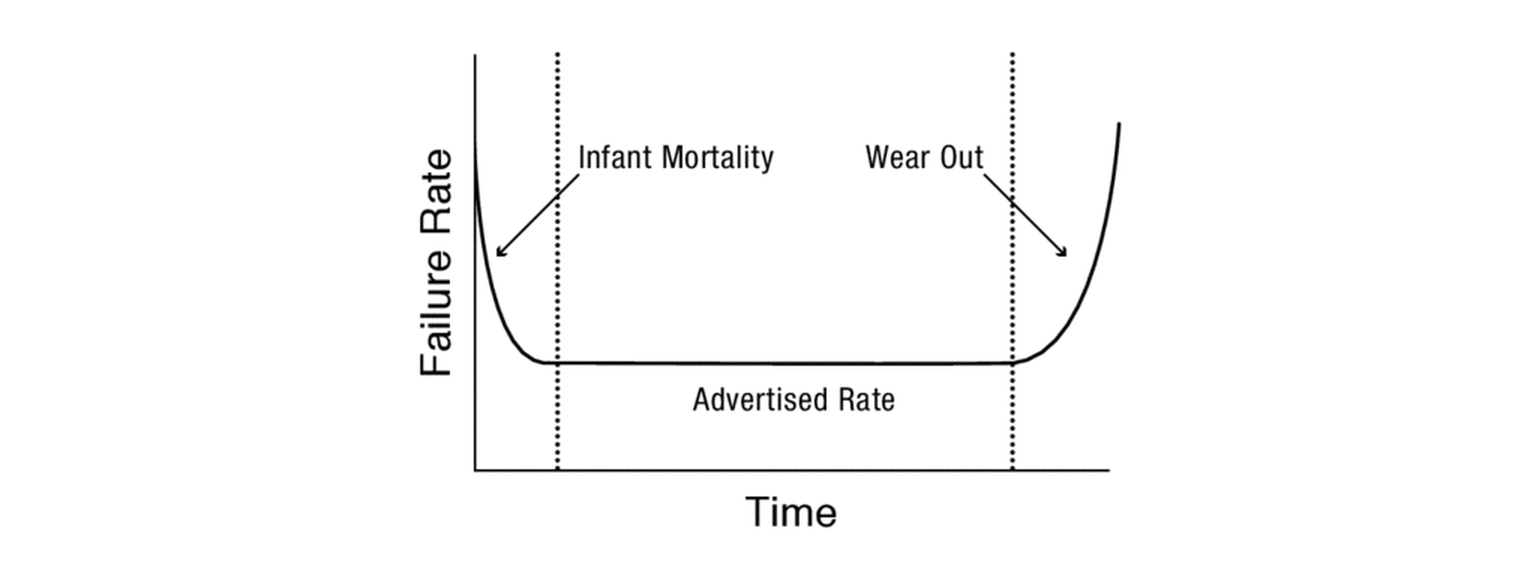 Infant Mortality
Wear Out
Failure Rate
Advertised Rate
Time